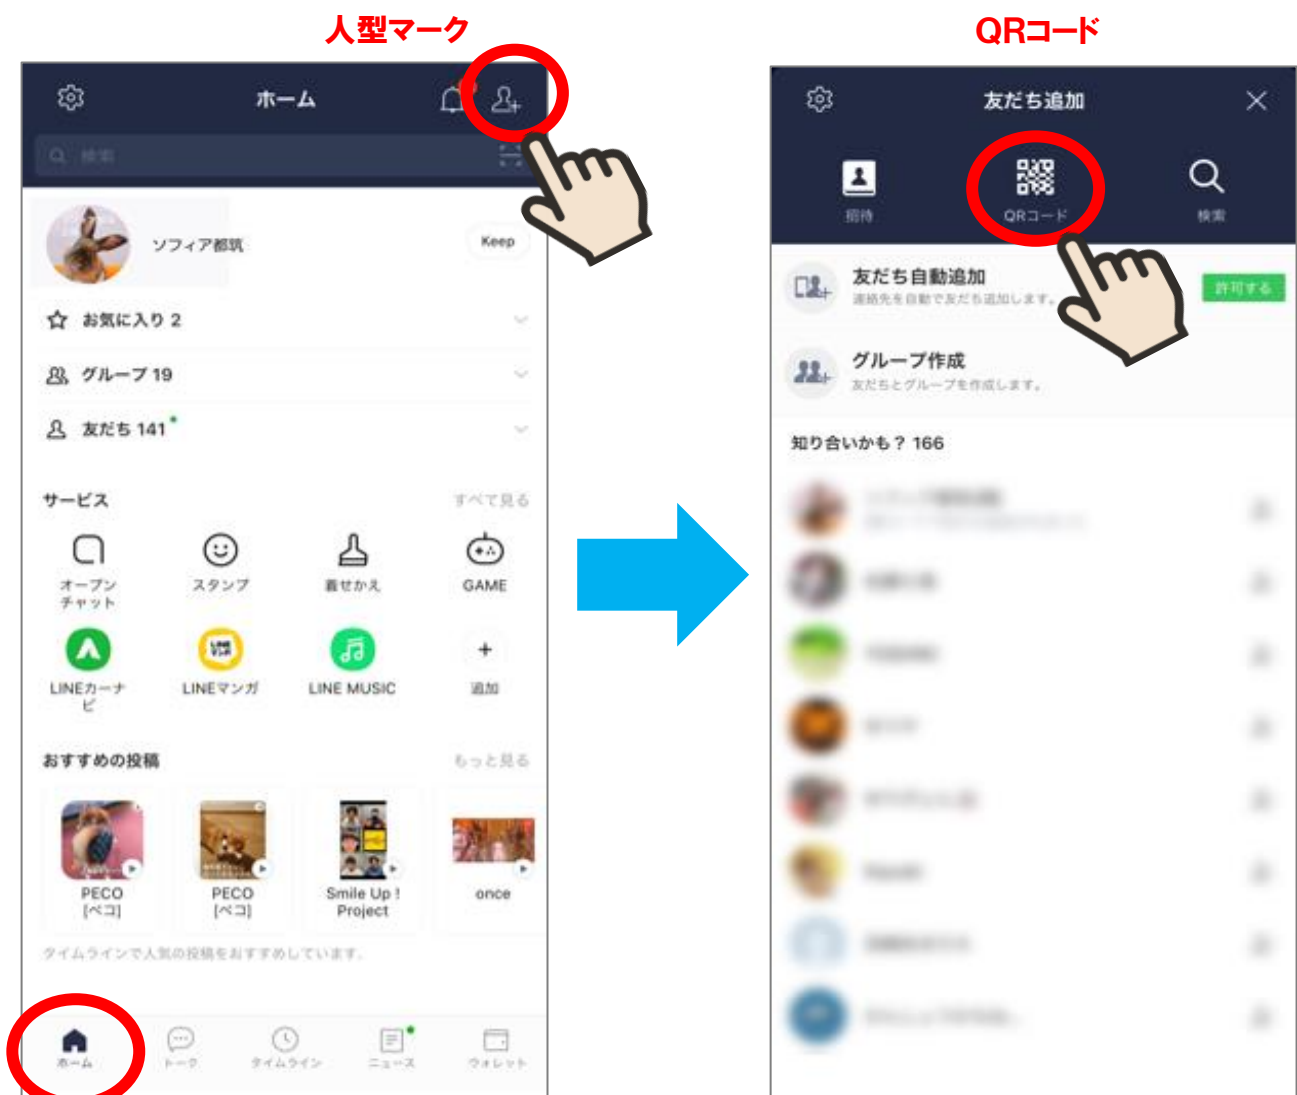 人型マーク
QRコード
ホーム
検索
ソフィア都筑
Keep
お気に入り 2
グループ 19
友だち 141
サービス
すべて見る
オープン
チャット
スタンプ
着せかえ
GAME
LINEカーナ
ビ
LINEマンガ
LINE MUSIC
追加
おすすめの投稿
もっと見る
PECO
[ペコ]
PECO
[ペコ]
Smile Up !
Project
once
タイムラインで人気の投稿をおすすめしています。
ホーム
トーク
タイムライン
ニュース
ウォレット
友だち追加
招待
QRコード
検索
友だち自動追加
連絡先を自動で友だち追加します。
許可する
グループ作成
友だちとグループを作成します。
知り合いかも？ 166